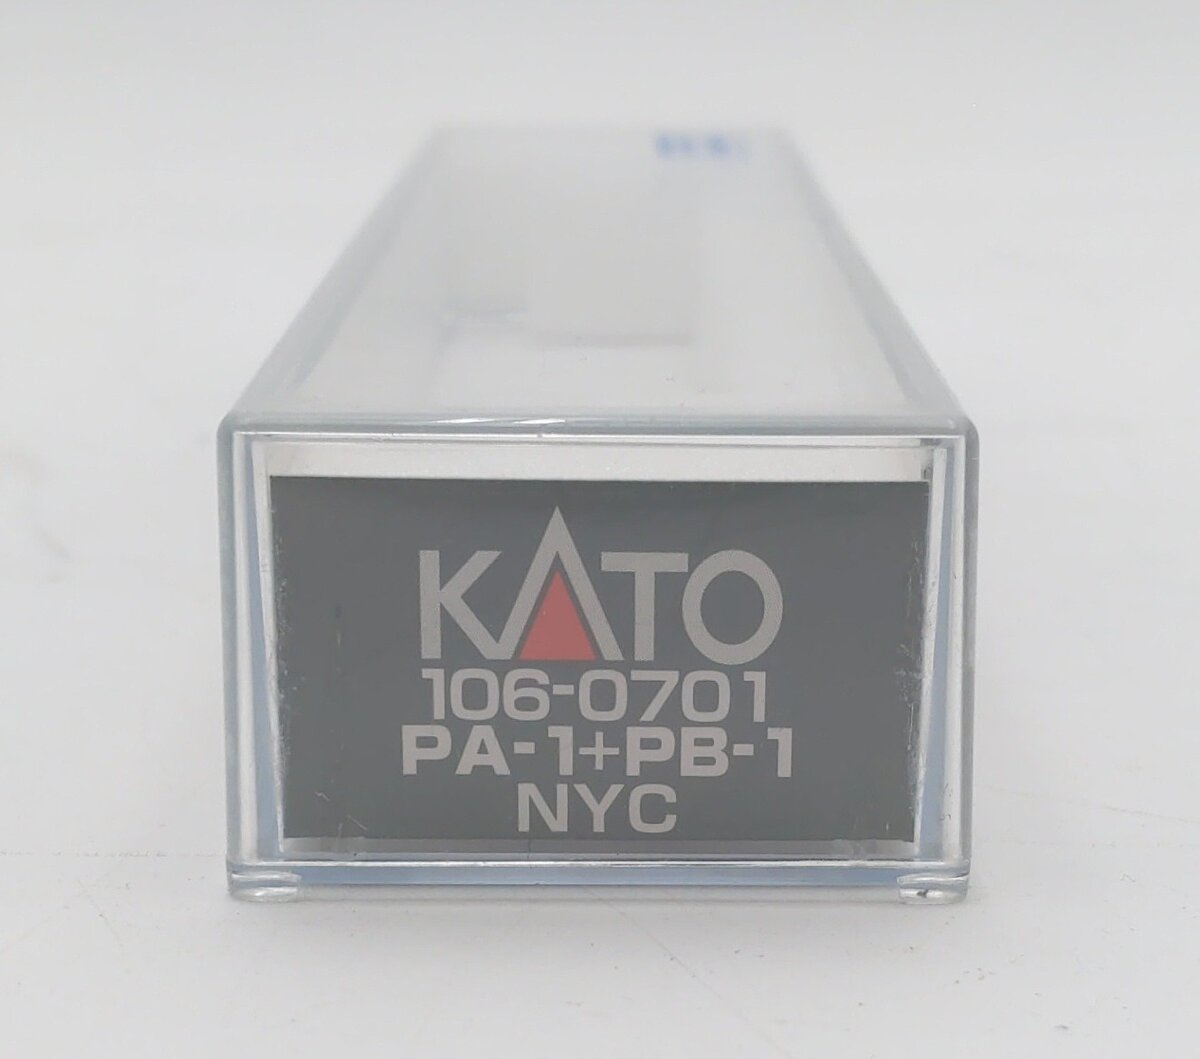 KATO
106-0701
PA-1+PB-1
NYC